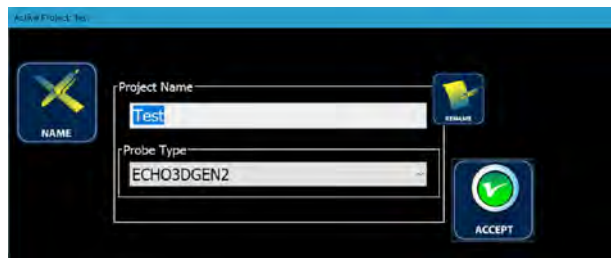 Active Project: Test
Project Name
Test
NAME
RENAME
Probe Type
ECHO3DGEN2
ACCEPT